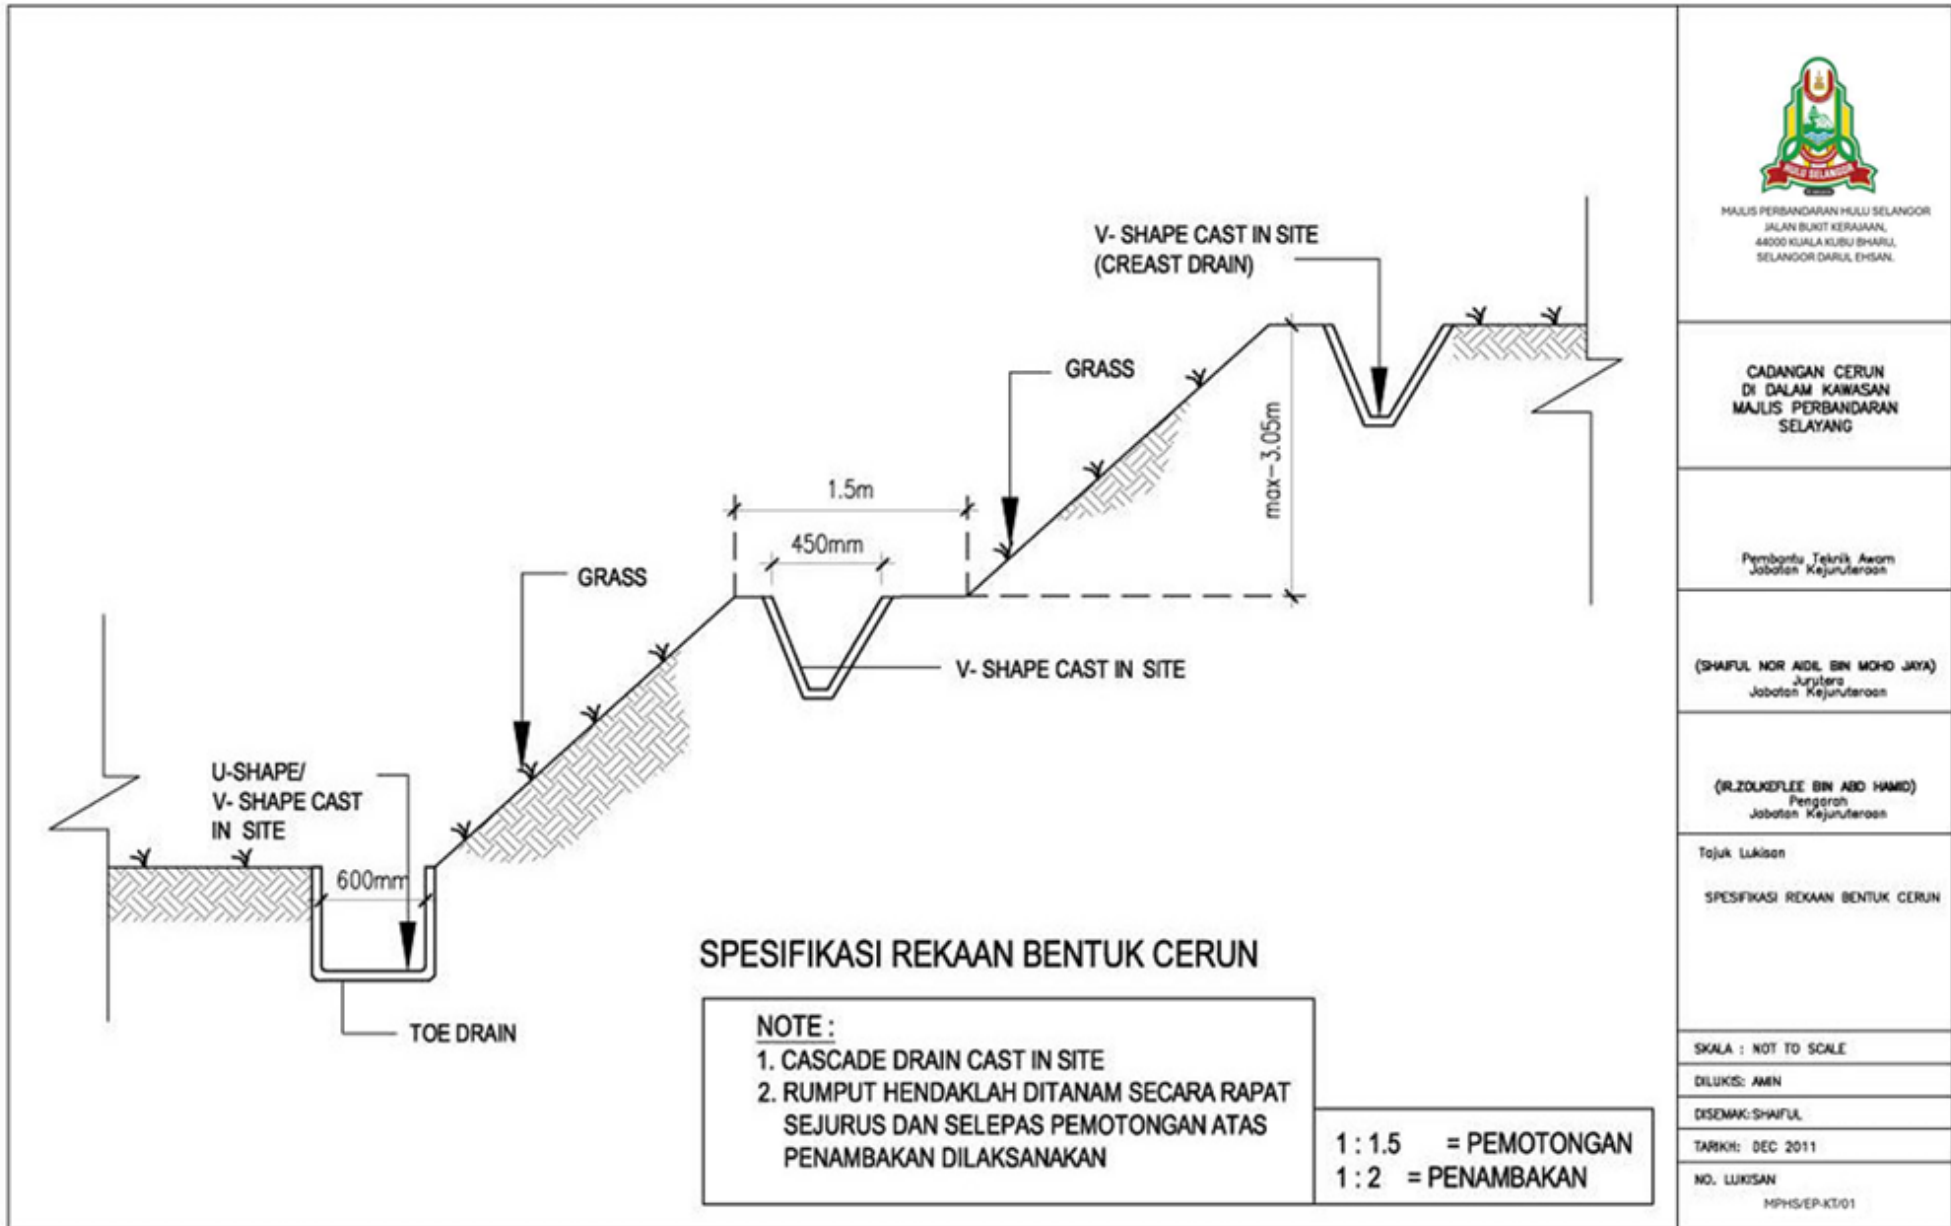 V- SHAPE CAST IN SITE
(CREAST DRAIN)
GRASS
max-3.05m
1.5m
450mm
GRASS
V- SHAPE CAST IN SITE
U-SHAPE/
V- SHAPE CAST
IN SITE
600mm
TOE DRAIN
SPESIFIKASI REKAAN BENTUK CERUN
NOTE :
1. CASCADE DRAIN CAST IN SITE
2. RUMPUT HENDAKLAH DITANAM SECARA RAPAT
SEJURUS DAN SELEPAS PEMOTONGAN ATAS
PENAMBAKAN DILAKSANAKAN
1 : 1.5 = PEMOTONGAN
1 : 2 = PENAMBAKAN
HULU SELANGOR
MAJLIS PERBANDARAN HULU SELANGOR
JALAN BUKIT KERAJAAN,
44000 KUALA KUBU BHARU,
SELANGOR DARUL EHSAN.
CADANGAN CERUN
DI DALAM KAWASAN
MAJLIS PERBANDARAN
SELAYANG
Pembantu Teknik Awam
Jabatan Kejuruteraan
(SHAIFUL NOR AIDIL BIN MOHD JAYA)
Jurutera
Jabatan Kejuruteraan
(IR.ZOLKEFLEE BIN ABD HAMID)
Pengarah
Jabatan Kejuruteraan
Tajuk Lukisan
SPESIFIKASI REKAAN BENTUK CERUN
SKALA : NOT TO SCALE
DILUKIS: AMIN
DISEMAK:SHAIFUL
TARIKH: DEC 2011
NO. LUKISAN
MPHS/EP-KT/01